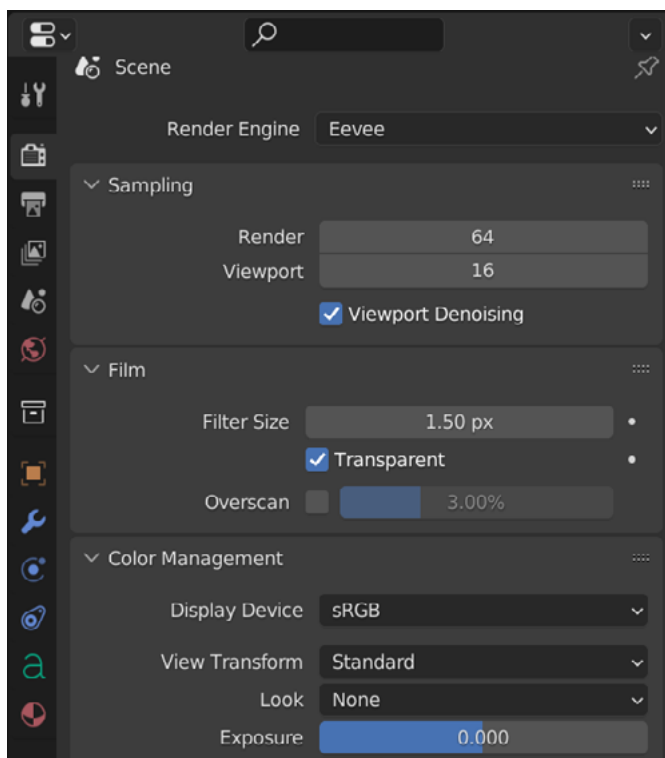 Scene
Render Engine Eevee
Sampling
Render 64
Viewport 16
Viewport Denoising
Film
Filter Size 1.50 px
Transparent
Overscan 3.00%
Color Management
Display Device sRGB
View Transform Standard
Look None
Exposure 0.000